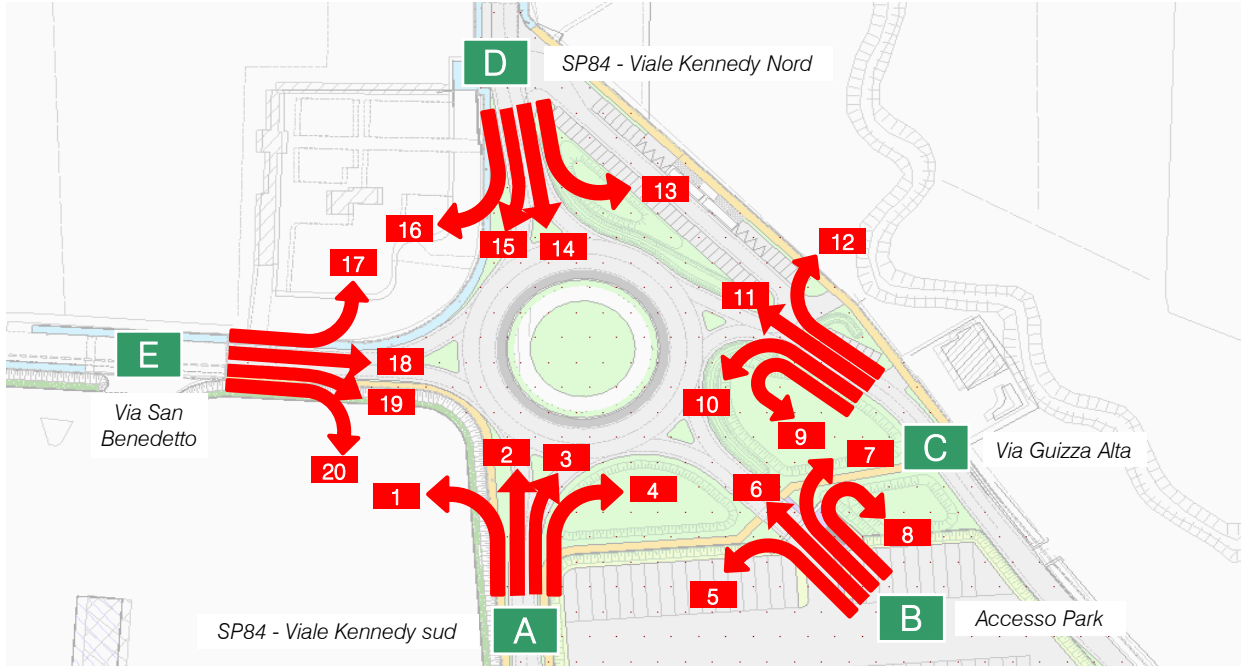 D
SP84 - Viale Kennedy Nord
13
16
15
14
12
17
11
E
18
19
10
Via San
Benedetto
9
C
Via Guizza Alta
2
3
7
20
1
4
6
8
5
SP84 - Viale Kennedy sud
A
B
Accesso Park